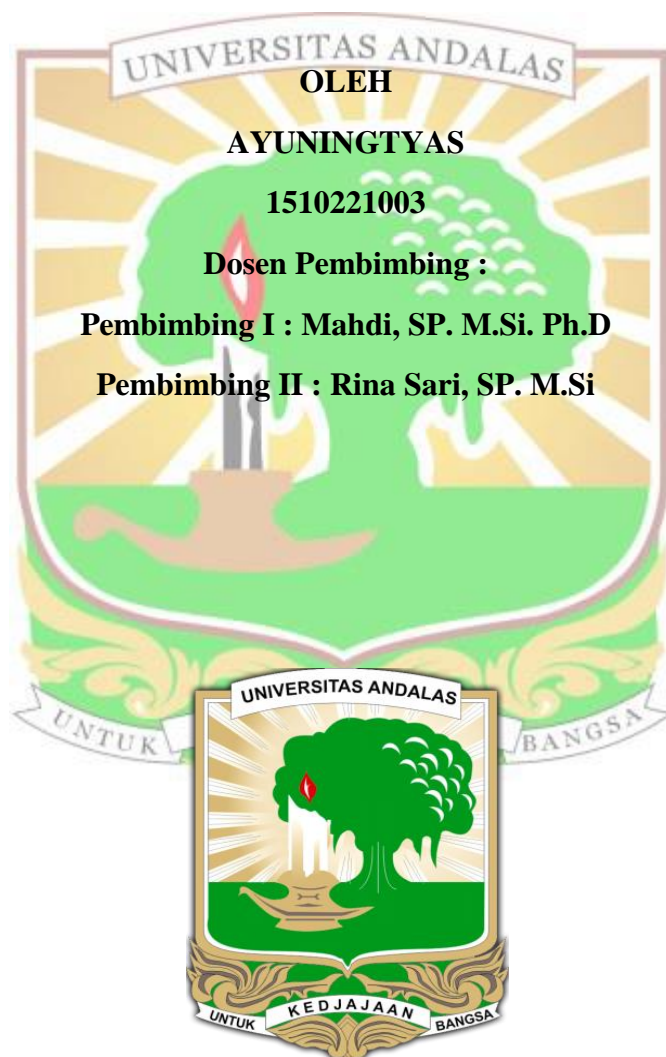 UNIVERSITAS ANDALAS
OLEH
AYUNINGTYAS
1510221003
Dosen Pembimbing :
Pembimbing I : Mahdi, SP. M.Si. Ph.D
Pembimbing II : Rina Sari, SP. M.Si
UNTUK BANGSA
UNIVERSITAS ANDALAS
UNTUK KEDJAJAAN BANGSA